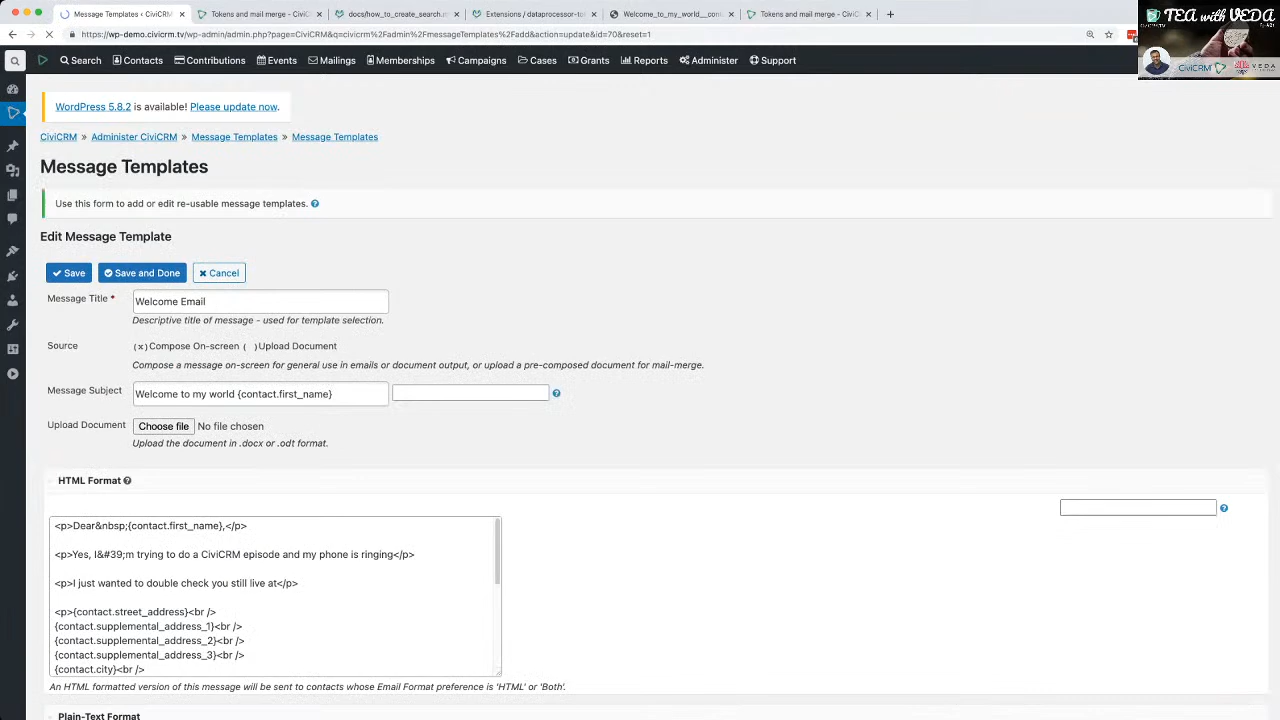 Message Templates • CiviCRM
Tokens and mail merge - CiviCRM
docs/how_to_create_search.m
Extensions / dataprocessor-to
Welcome_to_my_world__con
Tokens and mail merge - CiviCRM
https://wp-demo.civicrm.tv/wp-admin/admin.php?page=CiviCRM&q=civicrm%2Fadmin%2FmessageTemplates%2Fadd&action=update&id=70&reset=1
TEA with VEDA
CiviCRM
VEDA
Search Contacts Contributions Events Mailings Memberships Campaigns Cases Grants Reports Administer Support
WordPress 5.8.2 is available! Please update now.
CiviCRM » Administer CiviCRM » Message Templates » Message Templates
Message Templates
Use this form to add or edit re-usable message templates.
Edit Message Template
Save Save and Done Cancel
Message Title * Welcome Email
Descriptive title of message - used for template selection.
Source (x)Compose On-screen ( )Upload Document
Compose a message on-screen for general use in emails or document output, or upload a pre-composed document for mail-merge.
Message Subject Welcome to my world {contact.first_name}
Upload Document Choose file No file chosen
Upload the document in .docx or .odt format.
HTML Format
<p>Dear&nbsp;{contact.first_name},</p>
<p>Yes, I&#39;m trying to do a CiviCRM episode and my phone is ringing</p>
<p>I just wanted to double check you still live at</p>
<p>{contact.street_address}<br />
{contact.supplemental_address_1}<br />
{contact.supplemental_address_2}<br />
{contact.supplemental_address_3}<br />
{contact.city}<br />
An HTML formatted version of this message will be sent to contacts whose Email Format preference is 'HTML' or 'Both'.
Plain-Text Format